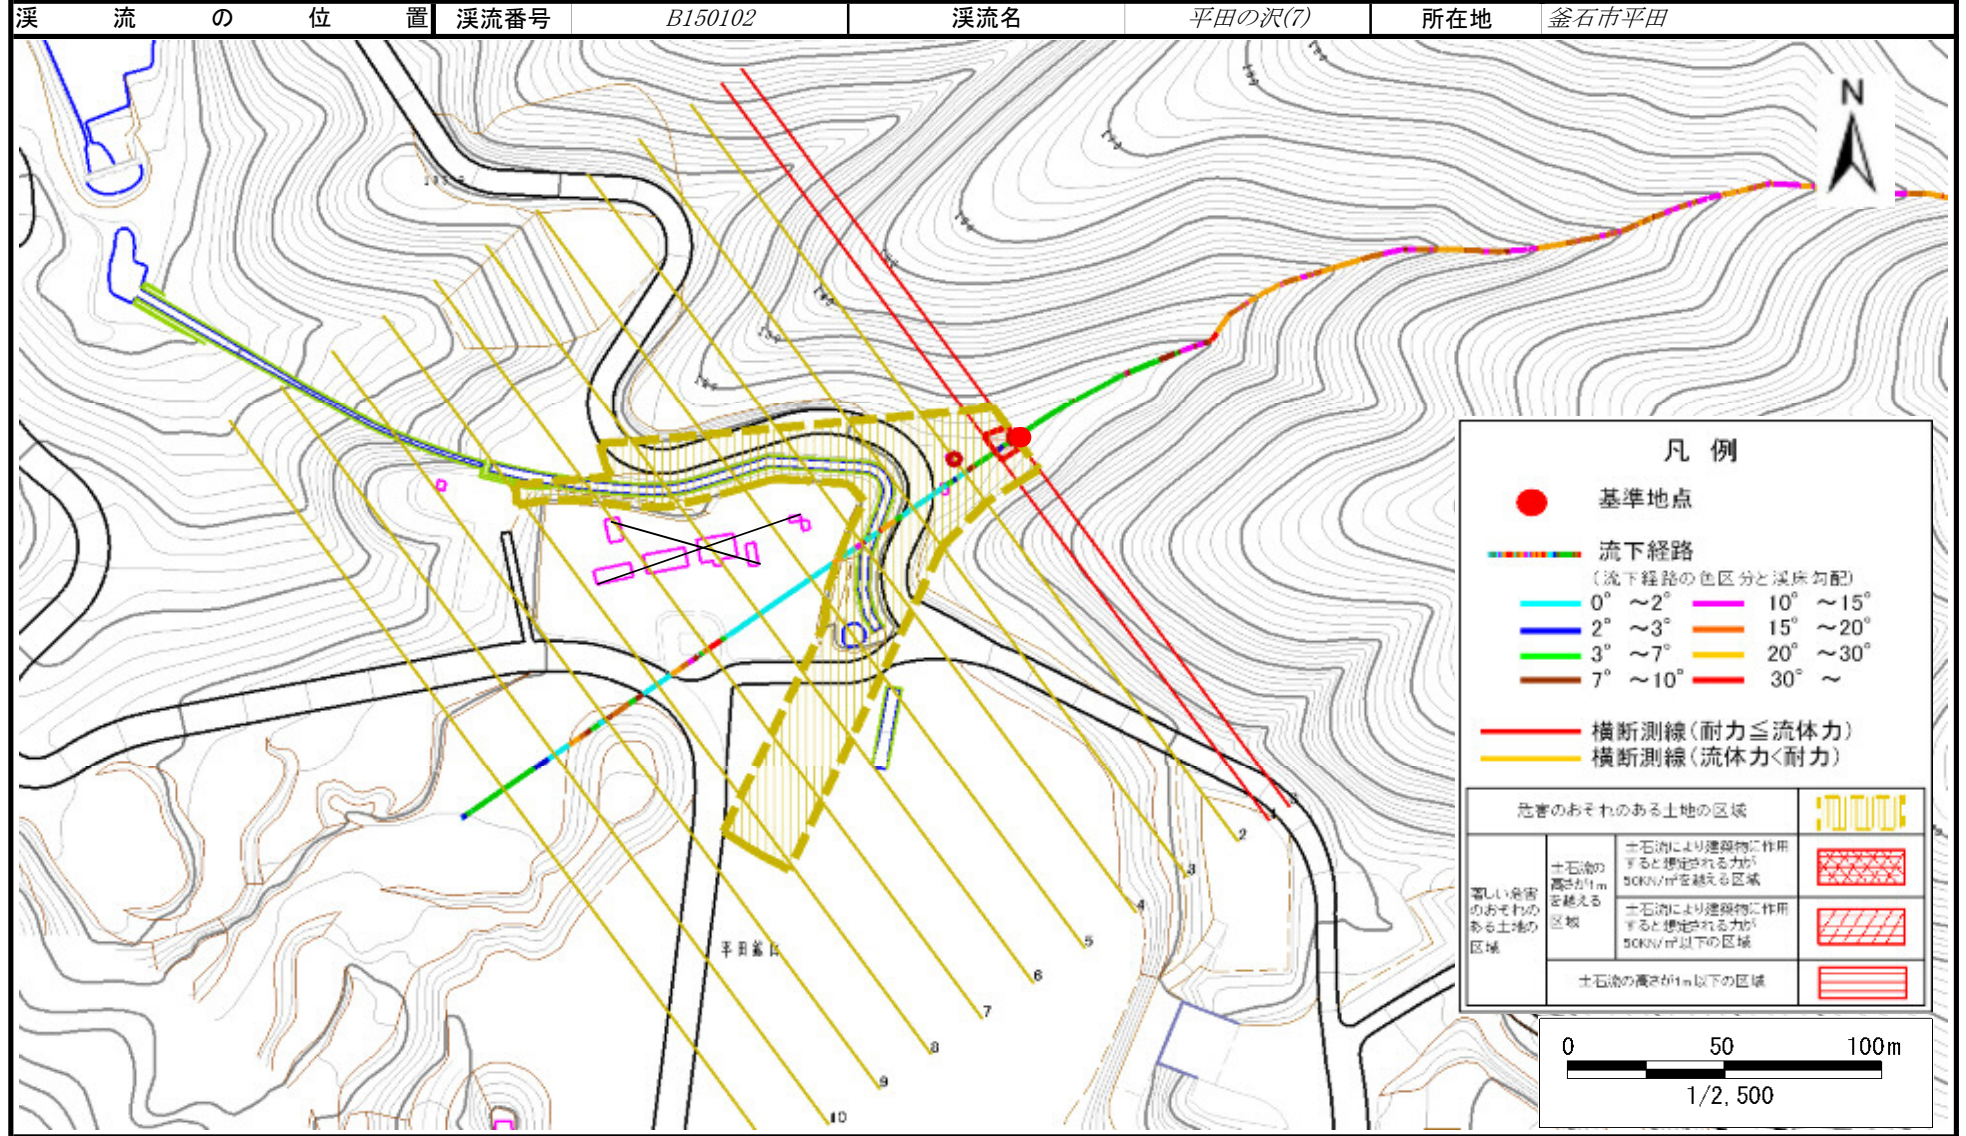 渓流の位置 渓流番号 B150102 渓流名 平田の沢(7) 所在地 釜石市平田
N
凡例
基準地点
流下経路
(流下経路の色区分と渓床勾配)
0° ～2° 10° ～15°
2° ～3° 15° ～20°
3° ～7° 20° ～30°
7° ～10° 30° ～
横断測線(耐力≦流体力)
横断測線(流体力<耐力)
危害のおそれのある土地の区域
著しい危害のおそれのある土地の区域
土石流の高さが1mを越える区域
土石流により建築物に作用すると想定される力が50KN/㎡を越える区域
土石流により建築物に作用すると想定される力が50KN/㎡以下の区域
土石流の高さが1m以下の区域
0 50 100m
1/2,500
1
2
3
4
5
6
7
8
9
10